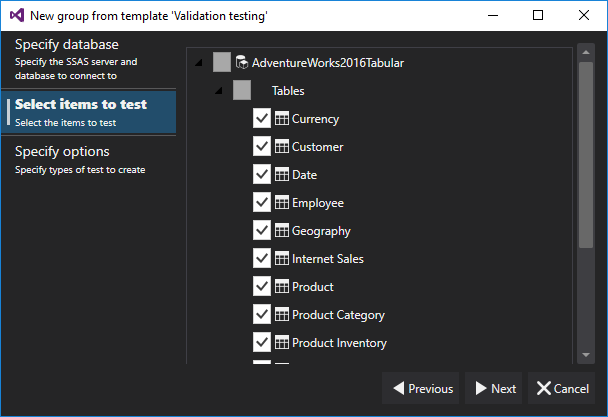 New group from template 'Validation testing'
Specify database
Specify the SSAS server and
database to connect to
Select items to test
Select the items to test
Specify options
Specify types of test to create
AdventureWorks2016Tabular
Tables
Currency
Customer
Date
Employee
Geography
Internet Sales
Product
Product Category
Product Inventory
Previous
Next
Cancel